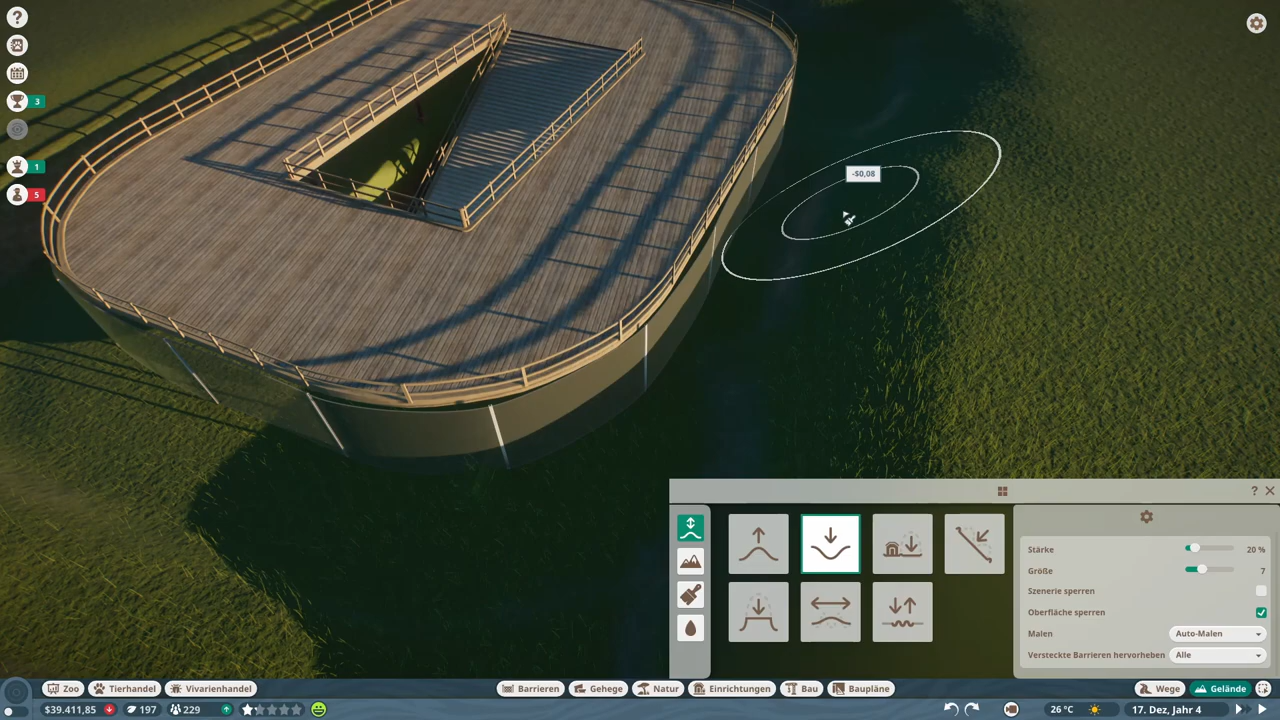 ?
3
1
5
-$0,08
? ×
Stärke 20 %
Größe 7
Szenerie sperren
Oberfläche sperren
Malen Auto-Malen
Versteckte Barrieren hervorheben Alle
Zoo Tierhandel Vivarienhandel Barrieren Gehege Natur Einrichtungen Bau Baupläne Wege Gelände
$39.411,85 197 229 26 °C 17. Dez, Jahr 4